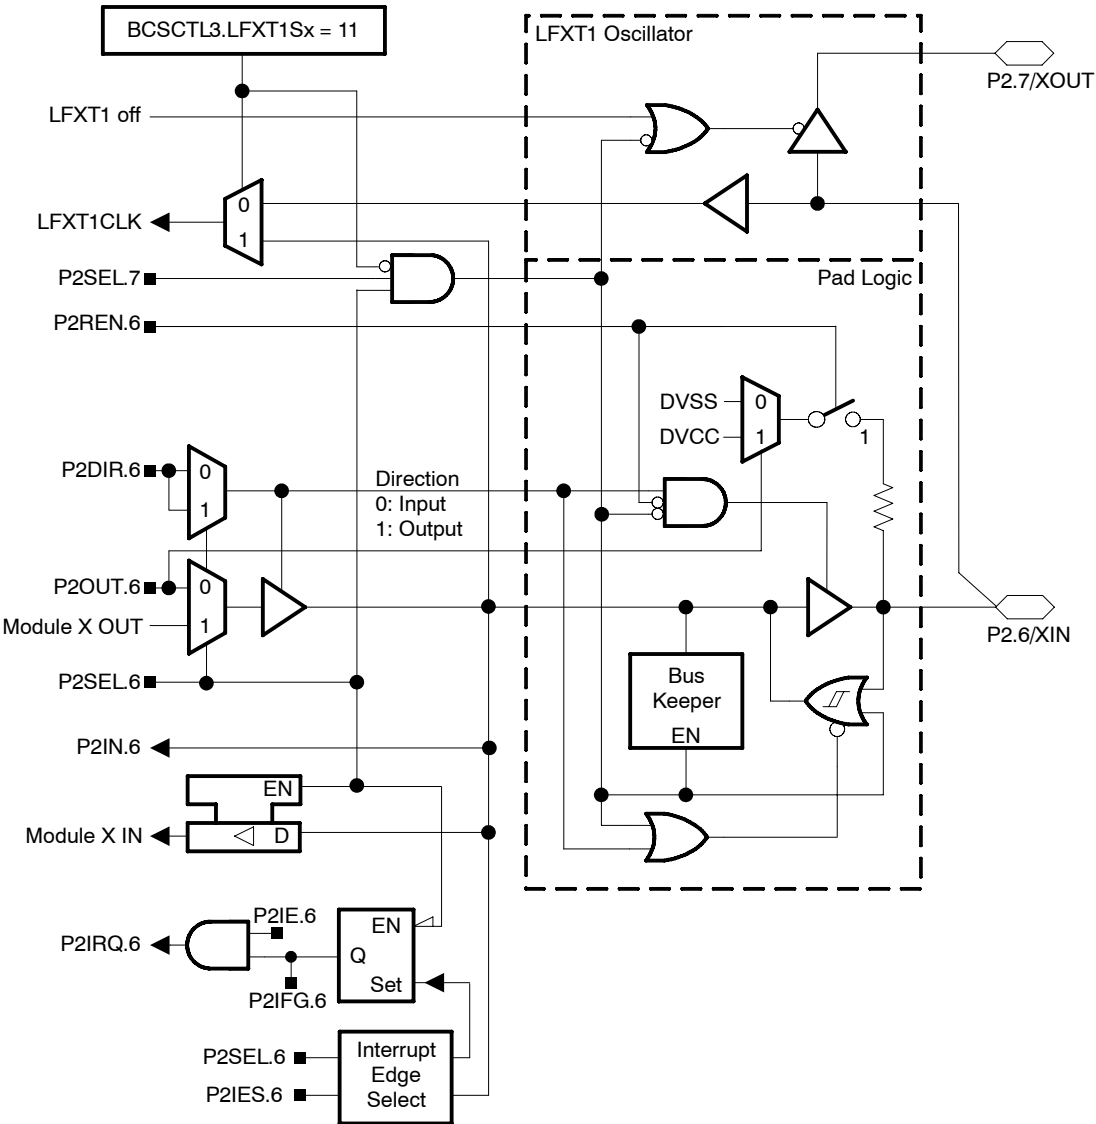 BCSCTL3.LFXT1Sx = 11
LFXT1 Oscillator
P2.7/XOUT
LFXT1 off
0
LFXT1CLK
1
P2SEL.7
Pad Logic
P2REN.6
DVSS
0
DVCC
1
1
P2DIR.6
0
1
Direction
0: Input
1: Output
P2OUT.6
0
Module X OUT
1
P2.6/XIN
P2SEL.6
Bus
Keeper
EN
P2IN.6
EN
Module X IN
D
P2IE.6
EN
P2IRQ.6
Q
Set
P2IFG.6
P2SEL.6
P2IES.6
Interrupt
Edge
Select